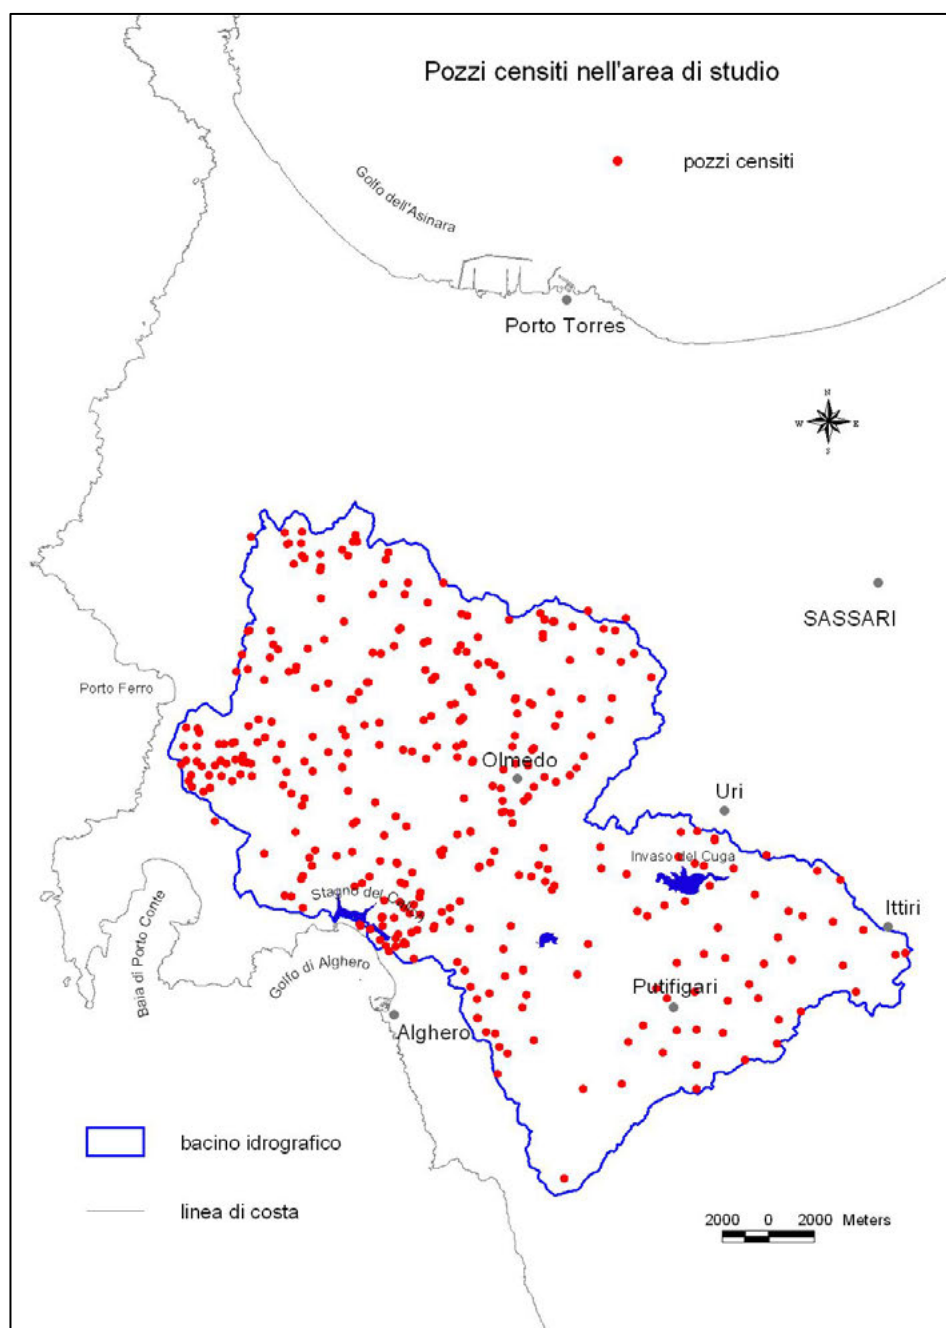 Pozzi censiti nell'area di studio
pozzi censiti
Golfo dell'Asinara
Porto Torres
N
W E
S
SASSARI
Porto Ferro
Olmedo
Uri
Invaso del Cuga
Stagno del
Ittiri
Baia di Porto Conte
Golfo di Alghero
Putifigari
Alghero
bacino idrografico
linea di costa
2000 0 2000 Meters